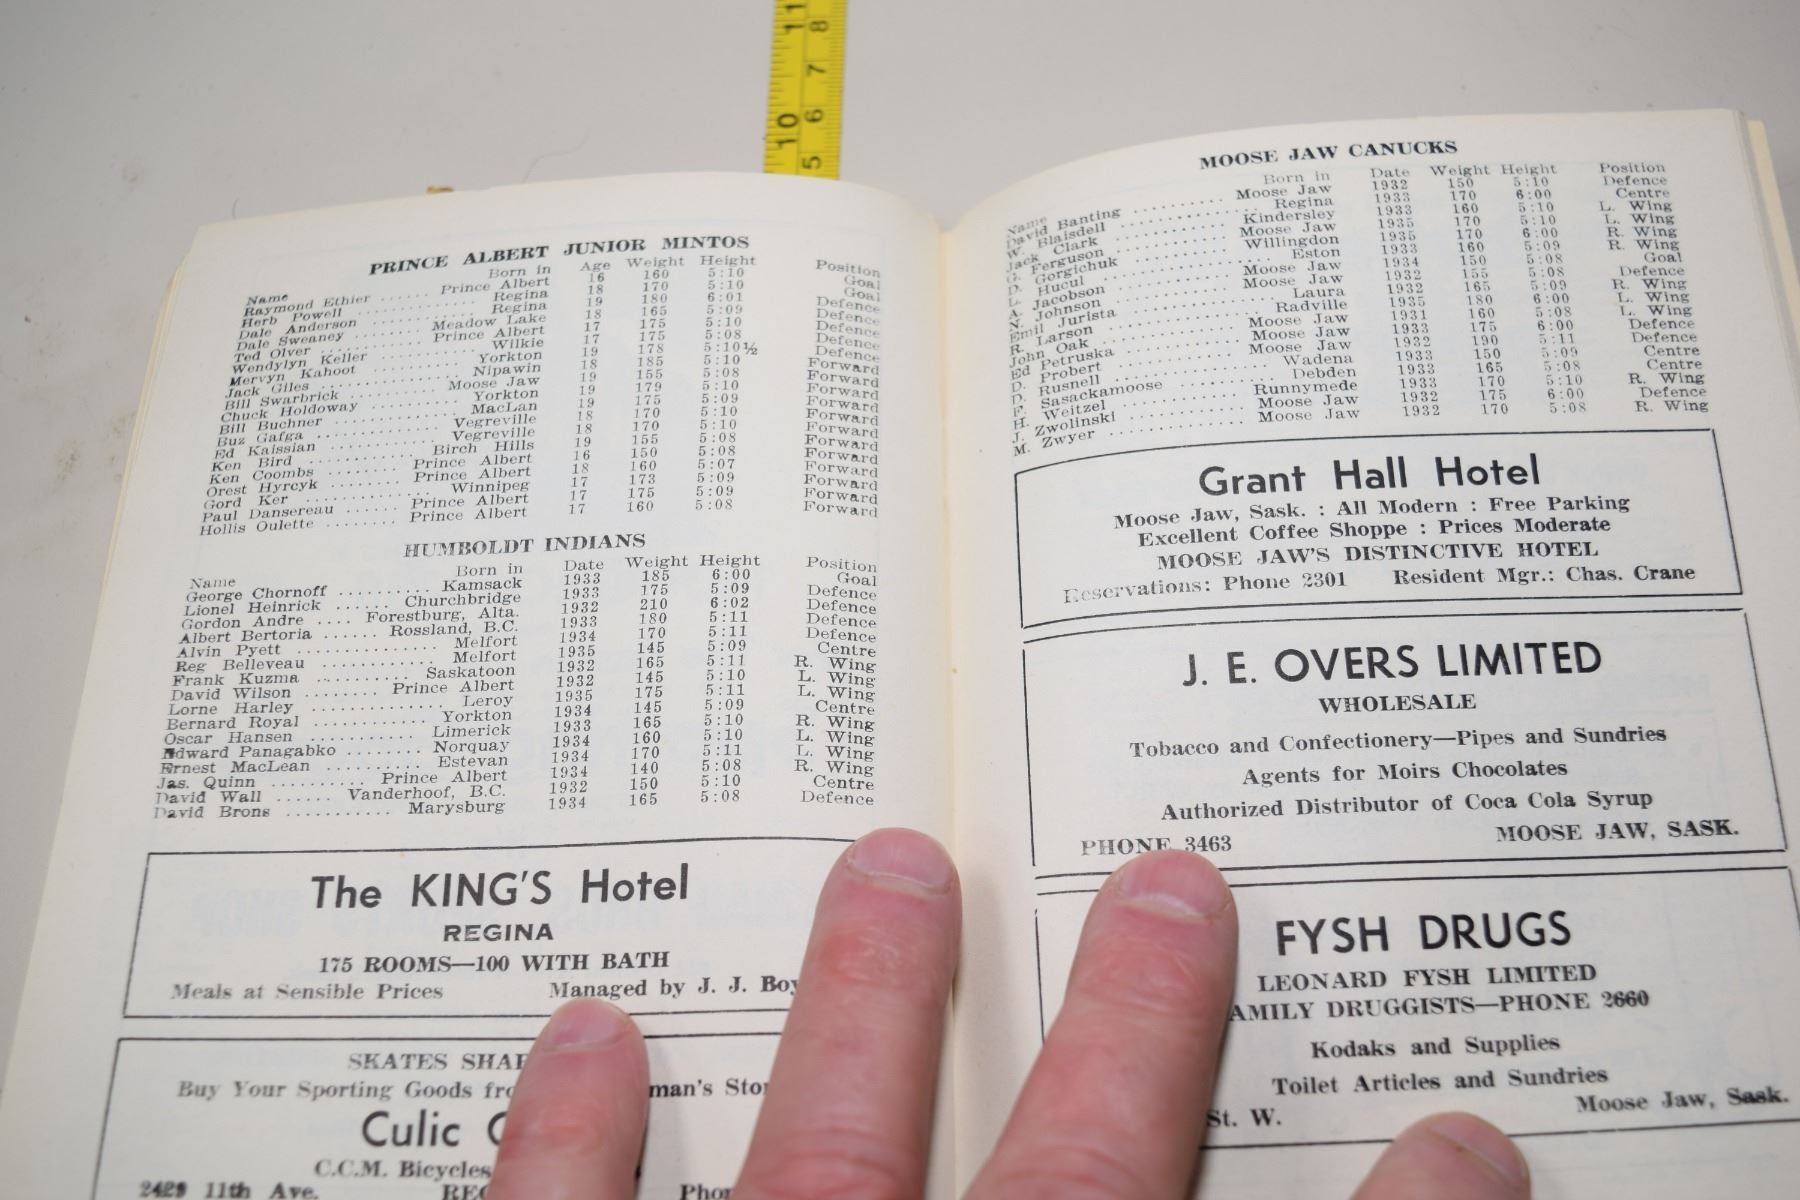 PRINCE ALBERT JUNIOR MINTOS
Name Born in Age Weight Height Position
Raymond Ethier ...... Prince Albert 16 160 5:10 Goal
Herb Powell ............ Regina 18 170 5:10 Goal
Dale Anderson ............ Regina 19 180 6:01 Defence
Dale Sweaney ........ Meadow Lake 18 165 5:09 Defence
Ted Olver ............ Prince Albert 17 175 5:10 Defence
Wendylyn Keller ............ Wilkie 17 175 5:08 Defence
Mervyn Kahoot ............ Yorkton 19 178 5:10½ Defence
Jack Giles ............ Nipawin 18 185 5:10 Forward
Bill Swarbrick ........ Moose Jaw 19 155 5:08 Forward
Chuck Holdoway .......... Yorkton 19 179 5:10 Forward
Bill Buchner ............ MacLan 19 175 5:09 Forward
Buz Gafga ............ Vegreville 18 170 5:10 Forward
Ed Kaissian .......... Vegreville 18 170 5:10 Forward
Ken Bird ............ Birch Hills 19 155 5:08 Forward
Ken Coombs ........ Prince Albert 16 150 5:08 Forward
Orest Hyrcyk ........ Prince Albert 18 160 5:07 Forward
Gord Ker ............ Winnipeg 17 173 5:09 Forward
Paul Dansereau ...... Prince Albert 17 175 5:09 Forward
Hollis Oulette ........ Prince Albert 17 160 5:08 Forward
HUMBOLDT INDIANS
Name Born in Date Weight Height Position
George Chornoff .......... Kamsack 1933 185 6:00 Goal
Lionel Heinrick ...... Churchbridge 1933 175 5:09 Defence
Gordon Andre .... Forestburg, Alta. 1932 210 6:02 Defence
Albert Bertoria ...... Rossland, B.C. 1933 180 5:11 Defence
Alvin Pyett .............. Melfort 1934 170 5:11 Defence
Reg Belleveau ............ Melfort 1935 145 5:09 Centre
Frank Kuzma .......... Saskatoon 1932 165 5:11 R. Wing
David Wilson ........ Prince Albert 1932 145 5:10 L. Wing
Lorne Harley .............. Leroy 1935 175 5:11 L. Wing
Bernard Royal ............ Yorkton 1934 145 5:09 Centre
Oscar Hansen ........... Limerick 1933 165 5:10 R. Wing
Edward Panagabko ........ Norquay 1934 160 5:10 L. Wing
Ernest MacLean .......... Estevan 1934 170 5:11 L. Wing
Jas. Quinn .......... Prince Albert 1934 140 5:08 R. Wing
David Wall ...... Vanderhoof, B.C. 1932 150 5:10 Centre
David Brons ........... Marysburg 1934 165 5:08 Defence
The KING'S Hotel
REGINA
175 ROOMS—100 WITH BATH
Meals at Sensible Prices Managed by J. J. Boy
SKATES SHA
Buy Your Sporting Goods fro man's Stor
Culic
C.C.M. Bicycles
2429 11th Ave. REG Phon
MOOSE JAW CANUCKS
Name Born in Date Weight Height Position
David Banting .......... Moose Jaw 1932 150 5:10 Defence
W. Blaisdell ............ Regina 1933 170 6:00 Centre
Jack Clark ............ Kindersley 1933 160 5:10 L. Wing
G. Ferguson .......... Moose Jaw 1935 170 5:10 L. Wing
D. Gorgichuk .......... Willingdon 1935 170 6:00 R. Wing
L. Hucul .............. Eston 1933 160 5:09 R. Wing
A. Jacobson .......... Moose Jaw 1934 150 5:08 Goal
N. Johnson .......... Moose Jaw 1932 155 5:08 Defence
Emil Jurista .............. Laura 1932 165 5:09 R. Wing
R. Larson .............. Radville 1935 180 6:00 L. Wing
John Oak ............ Moose Jaw 1931 160 5:08 L. Wing
Ed Petruska .......... Moose Jaw 1933 175 6:00 Defence
D. Probert .......... Moose Jaw 1932 190 5:11 Defence
D. Rusnell .............. Wadena 1933 150 5:09 Centre
F. Sasackamoose .......... Debden 1933 165 5:08 Centre
H. Weitzel ............ Runnymede 1933 170 5:10 R. Wing
J. Zwolinski .......... Moose Jaw 1932 175 6:00 Defence
M. Zwyer ............ Moose Jaw 1932 170 5:08 R. Wing
Grant Hall Hotel
Moose Jaw, Sask. : All Modern : Free Parking
Excellent Coffee Shoppe : Prices Moderate
MOOSE JAW'S DISTINCTIVE HOTEL
Reservations: Phone 2301 Resident Mgr.: Chas. Crane
J. E. OVERS LIMITED
WHOLESALE
Tobacco and Confectionery—Pipes and Sundries
Agents for Moirs Chocolates
Authorized Distributor of Coca Cola Syrup
PHONE 3463 MOOSE JAW, SASK.
FYSH DRUGS
LEONARD FYSH LIMITED
AMILY DRUGGISTS—PHONE 2660
Kodaks and Supplies
Toilet Articles and Sundries
St. W. Moose Jaw, Sask.
10 11
5 6 7 8